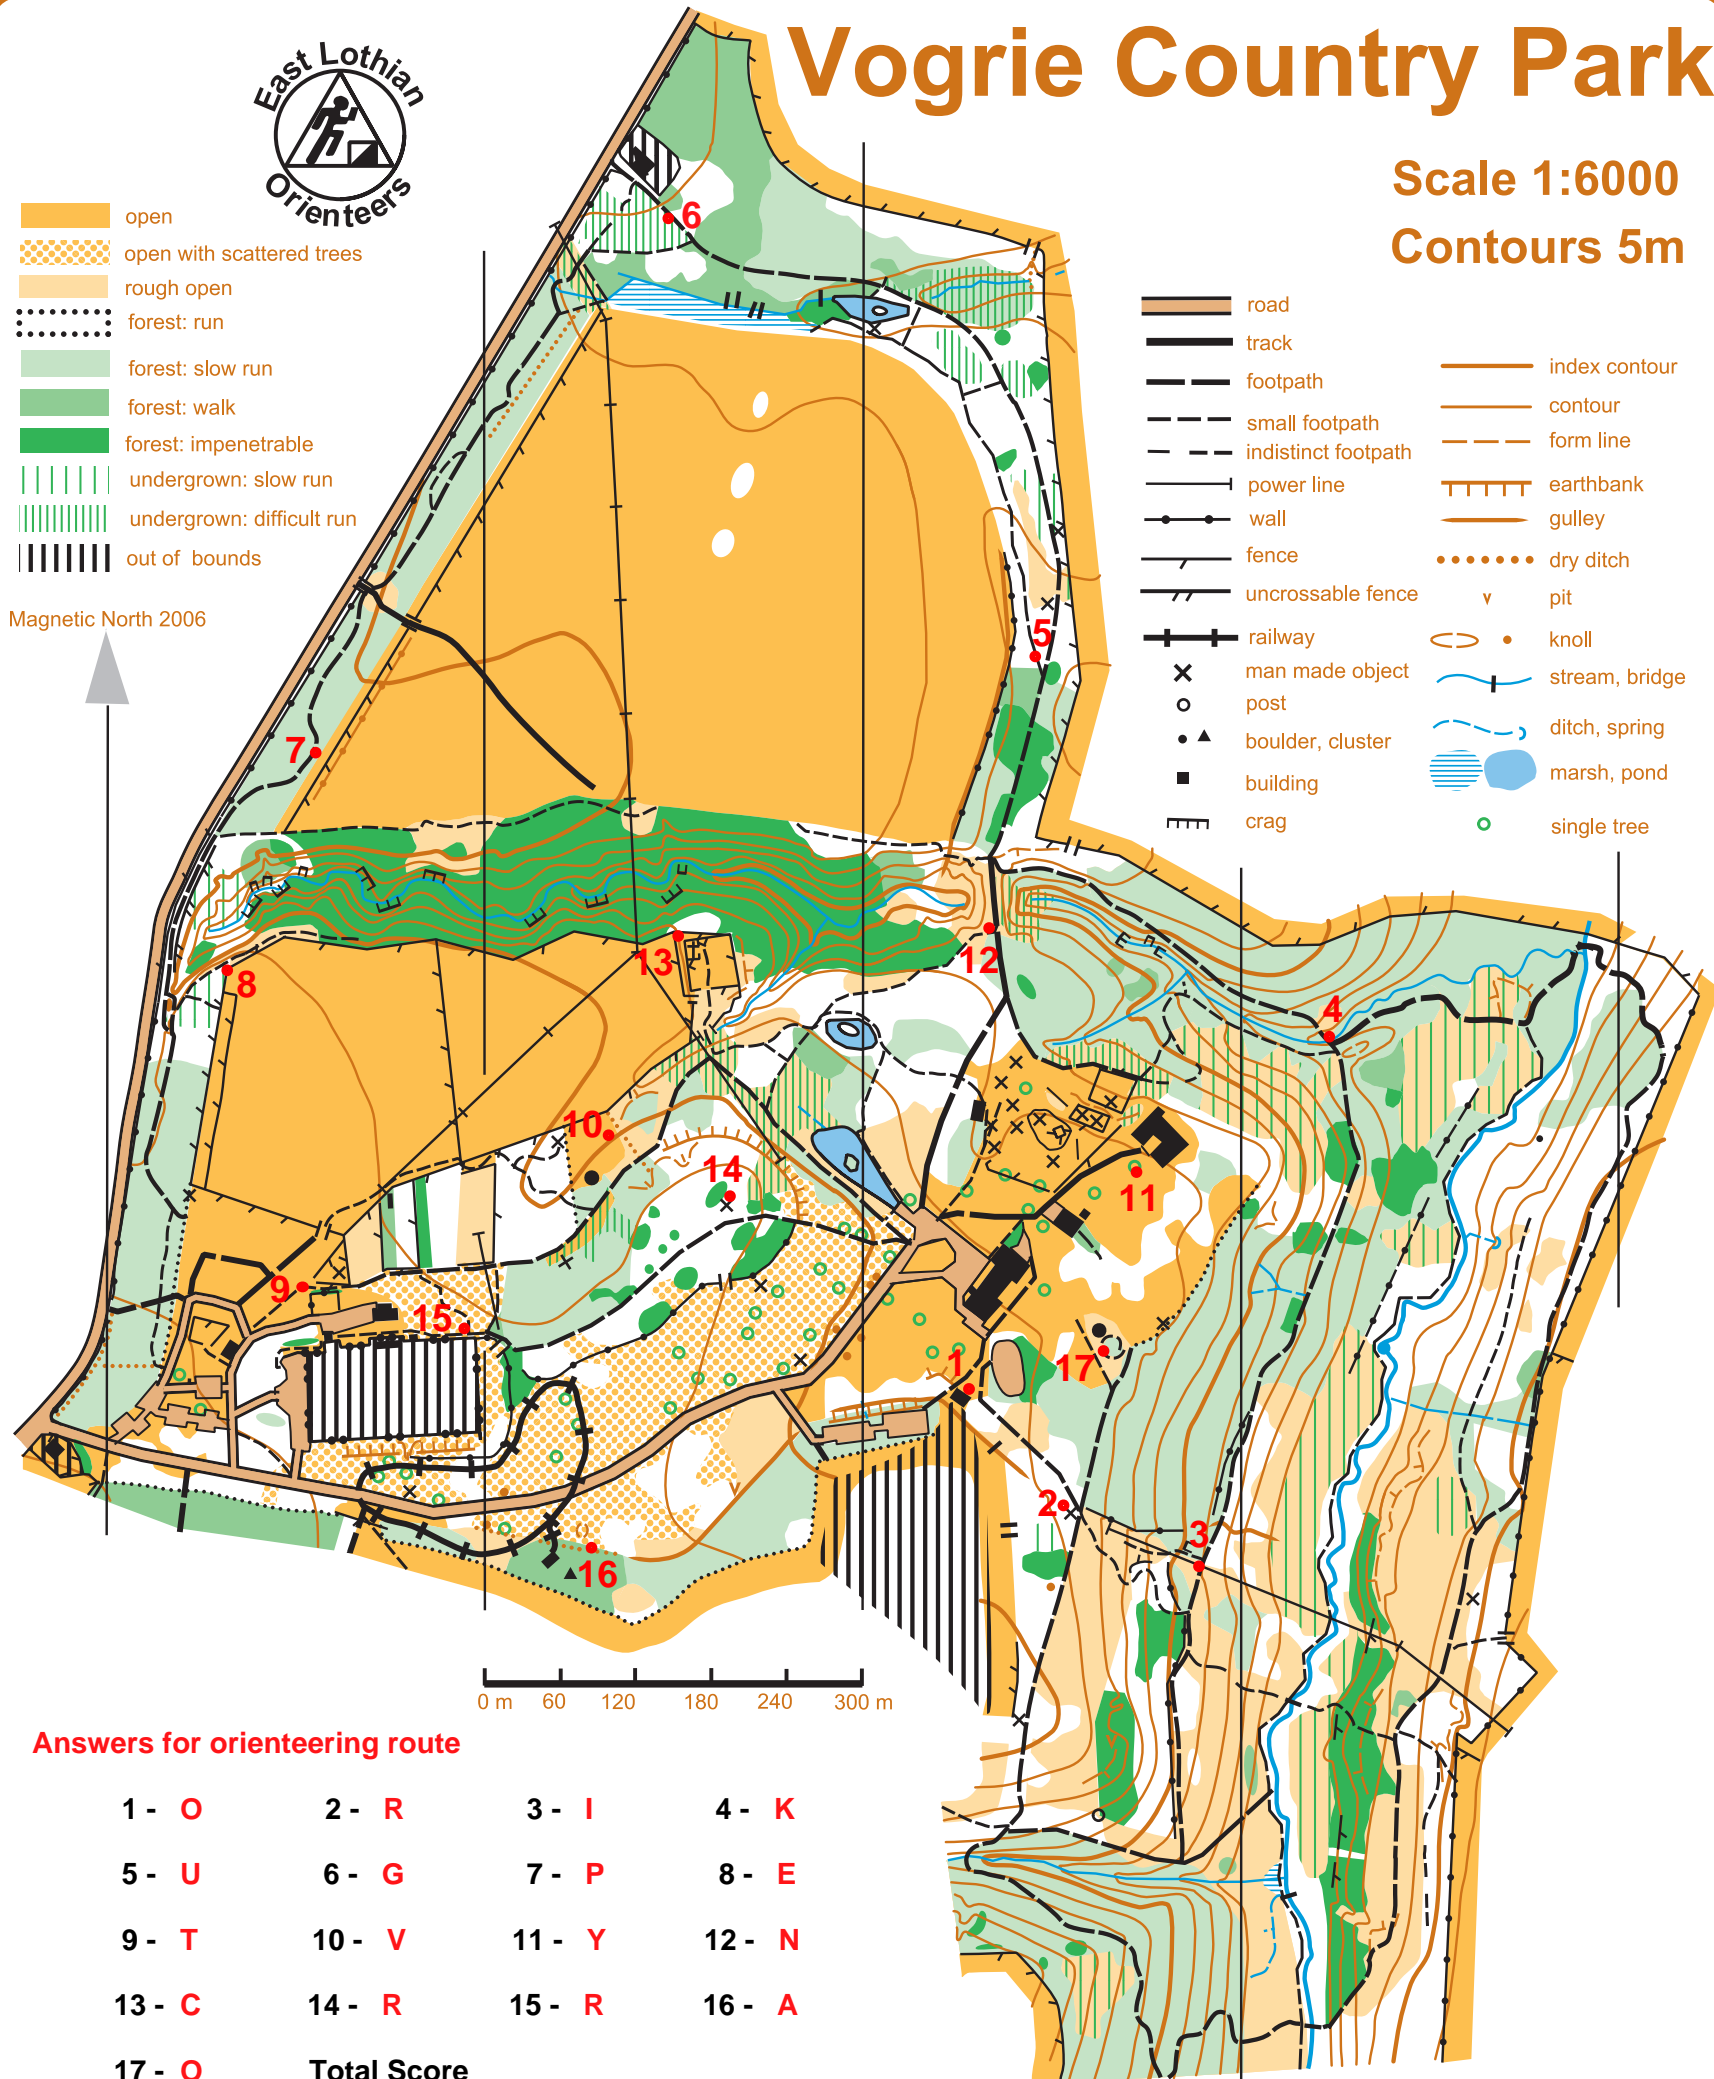 Vogrie Country Park
East Lothian
Orienteers
Scale 1:6000
Contours 5m
open
open with scattered trees
rough open
forest: run
forest: slow run
forest: walk
forest: impenetrable
undergrown: slow run
undergrown: difficult run
out of bounds
Magnetic North 2006
road
track
footpath
small footpath
indistinct footpath
power line
wall
fence
uncrossable fence
railway
man made object
post
boulder, cluster
building
crag
index contour
contour
form line
earthbank
gulley
dry ditch
pit
knoll
stream, bridge
ditch, spring
marsh, pond
single tree
6
5
7
8
13
12
4
10
14
11
9
15
1
17
2
3
16
0 m 60 120 180 240 300 m
Answers for orienteering route
1 - O 2 - R 3 - I 4 - K
5 - U 6 - G 7 - P 8 - E
9 - T 10 - V 11 - Y 12 - N
13 - C 14 - R 15 - R 16 - A
17 - O Total Score